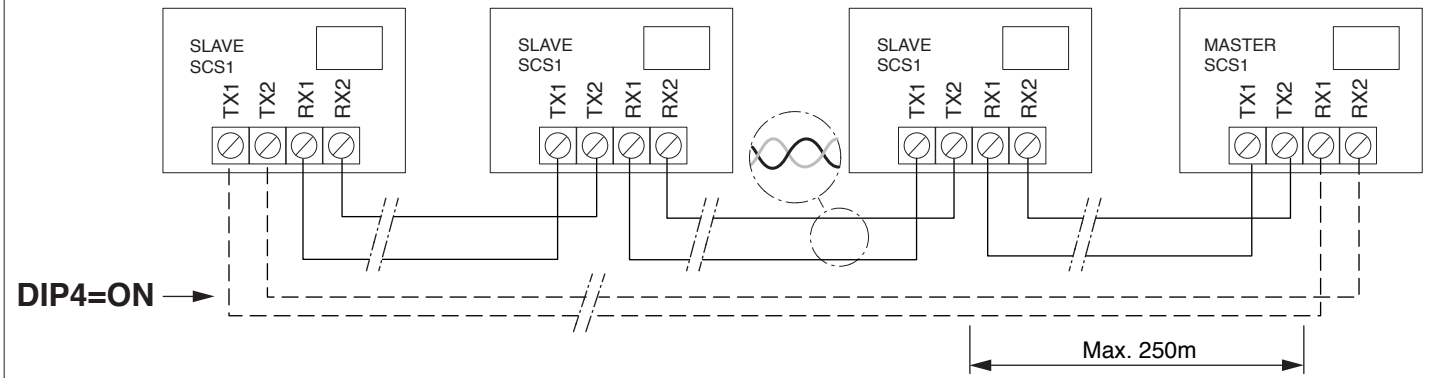 SLAVE
SCS1
TX1 TX2 RX1 RX2
SLAVE
SCS1
TX1 TX2 RX1 RX2
SLAVE
SCS1
TX1 TX2 RX1 RX2
MASTER
SCS1
TX1 TX2 RX1 RX2
DIP4=ON
Max. 250m